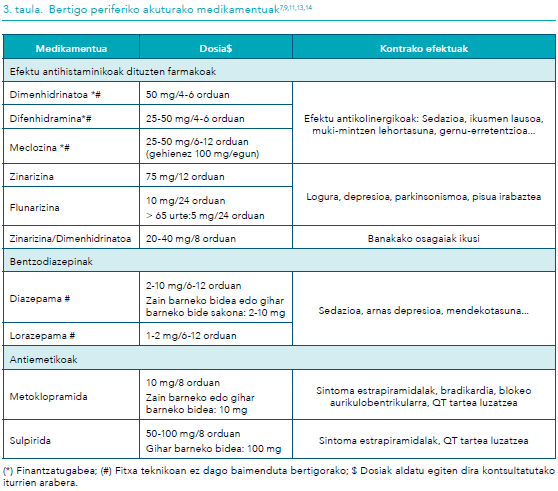 3. taula. Bertigo periferiko akuturako medikamentuak7,9,11,13,14
Medikamentua Dosia$ Kontrako efektuak
Efektu antihistaminikoak dituzten farmakoak
Dimenhidrinatoa *# 50 mg/4-6 orduan
Difenhidramina*# 25-50 mg/4-6 orduan
Meclozina *# 25-50 mg/6-12 orduan
(gehienez 100 mg/egun)
Efektu antikolinergikoak: Sedazioa, ikusmen lausoa,
muki-mintzen lehortasuna, gernu-erretentzioa...
Zinarizina 75 mg/12 orduan
Flunarizina 10 mg/24 orduan
> 65 urte:5 mg/24 orduan
Logura, depresioa, parkinsonismoa, pisua irabaztea
Zinarizina/Dimenhidrinatoa 20-40 mg/8 orduan Banakako osagaiak ikusi
Bentzodiazepinak
Diazepama # 2-10 mg/6-12 orduan
Zain barneko bidea edo gihar
barneko bide sakona: 2-10 mg
Lorazepama # 1-2 mg/6-12 orduan
Sedazioa, arnas depresioa, mendekotasuna...
Antiemetikoak
Metoklopramida 10 mg/8 orduan
Zain barneko edo gihar
barneko bidea: 10 mg
Sintoma estrapiramidalak, bradikardia, blokeo
aurikulobentrikularra, QT tartea luzatzea
Sulpirida 50-100 mg/8 orduan
Gihar barneko bidea: 100 mg
Sintoma estrapiramidalak, QT tartea luzatzea
(*) Finantzatugabea; (#) Fitxa teknikoan ez dago baimenduta bertigorako; $ Dosiak aldatu egiten dira kontsultatutako
iturrien arabera.